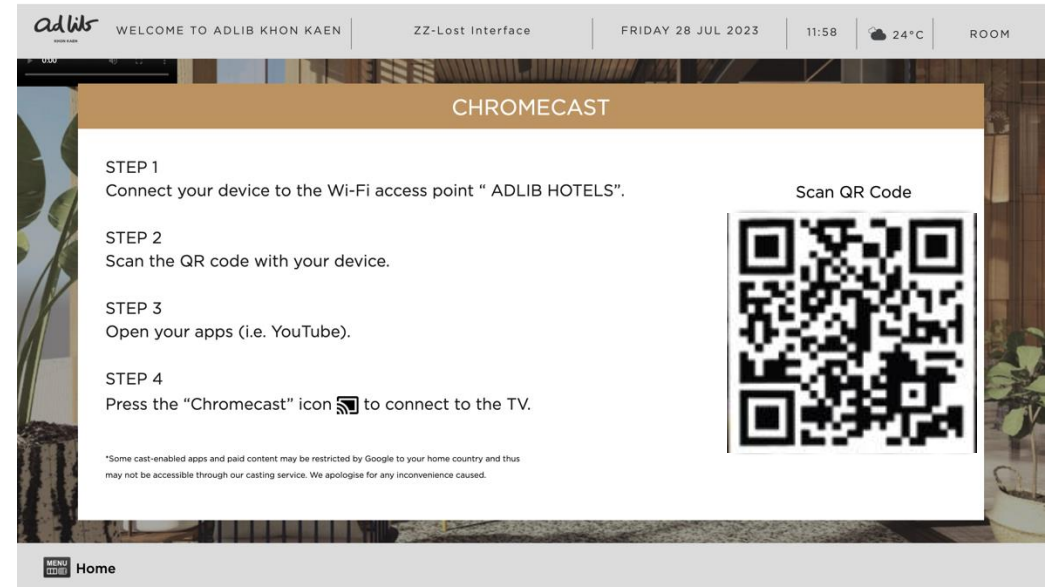 adlib
KHON KAEN
WELCOME TO ADLIB KHON KAEN
ZZ-Lost Interface
FRIDAY 28 JUL 2023
11:58
24°C
ROOM
0:00
CHROMECAST
STEP 1
Connect your device to the Wi-Fi access point “ ADLIB HOTELS”.
Scan QR Code
STEP 2
Scan the QR code with your device.
STEP 3
Open your apps (i.e. YouTube).
STEP 4
Press the “Chromecast” icon to connect to the TV.
*Some cast-enabled apps and paid content may be restricted by Google to your home country and thus
may not be accessible through our casting service. We apologise for any inconvenience caused.
MENU
Home